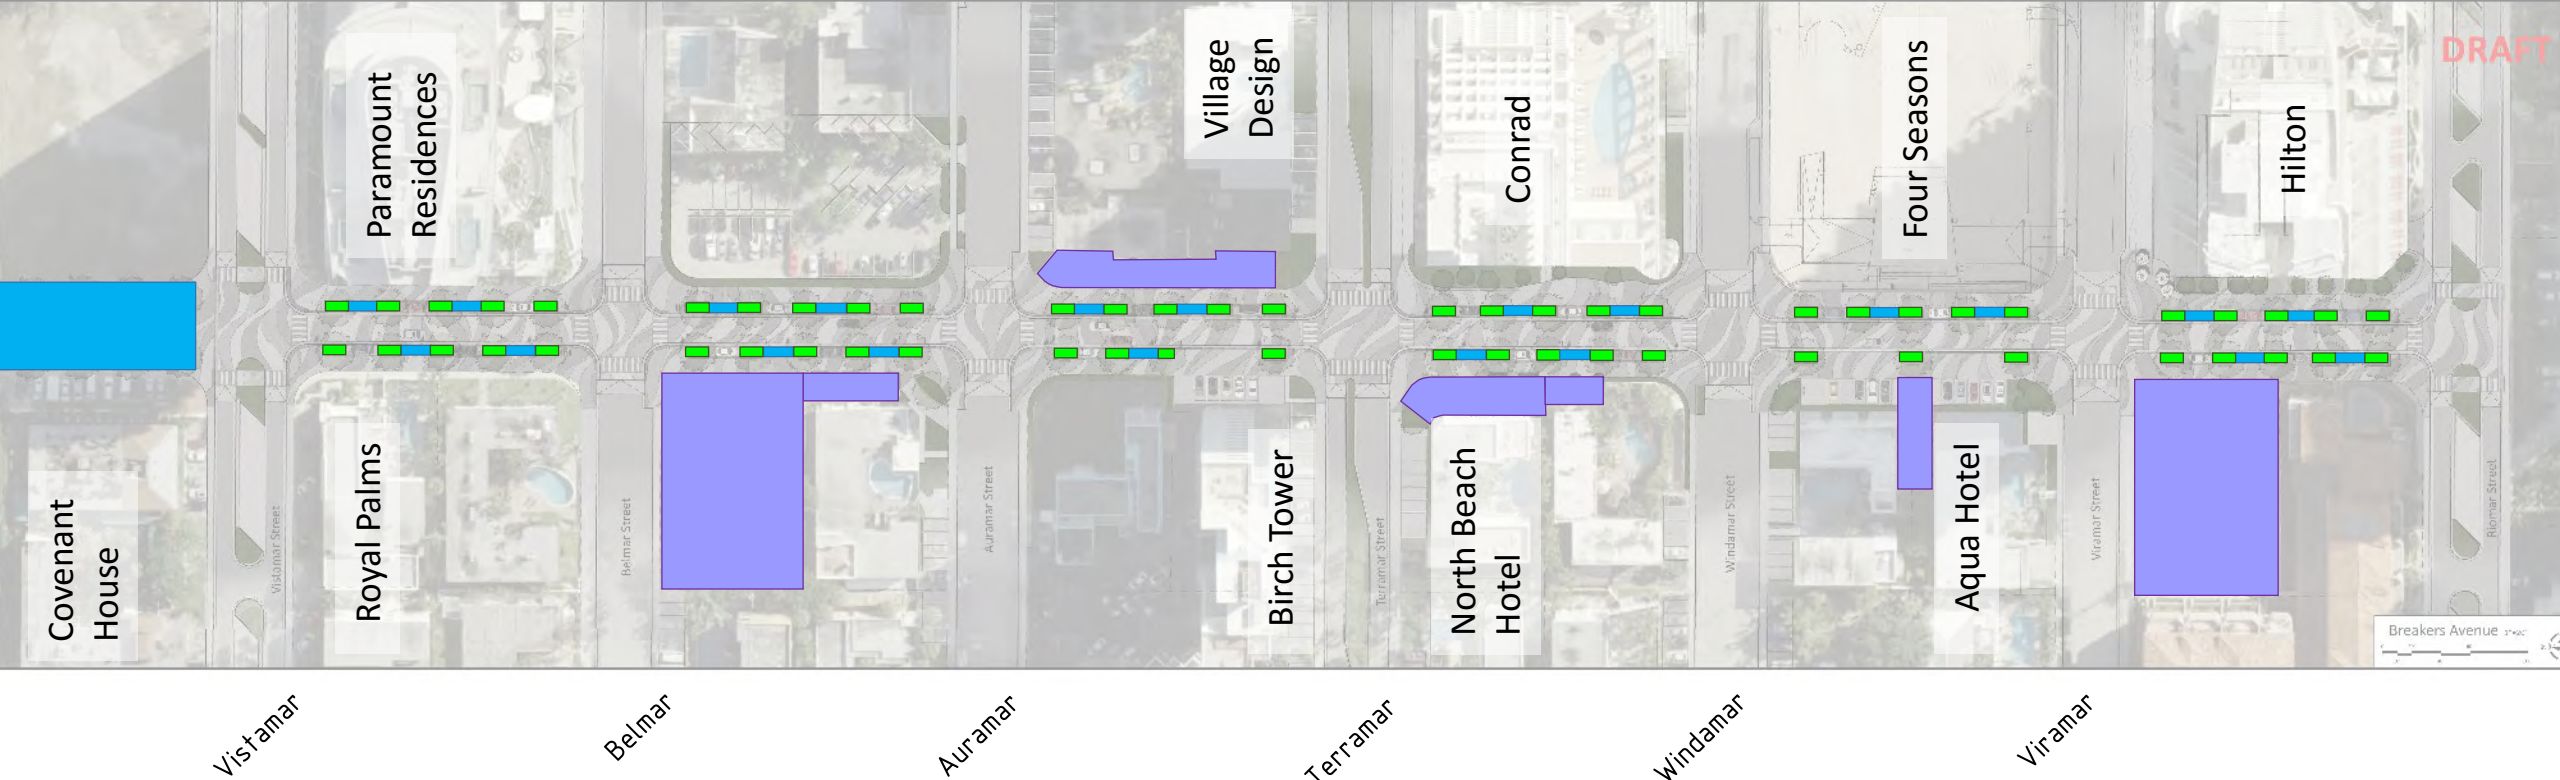 Paramount
Residences
Village
Design
Conrad
Four Seasons
Hilton
DRAFT
Covenant
House
Royal Palms
Birch Tower
North Beach
Hotel
Aqua Hotel
Vistamar Street
Belmar Street
Auramar Street
Terramar Street
Windamar Street
Viramar Street
Riomar Street
Breakers Avenue
Vistamar
Belmar
Auramar
Terramar
Windamar
Viramar